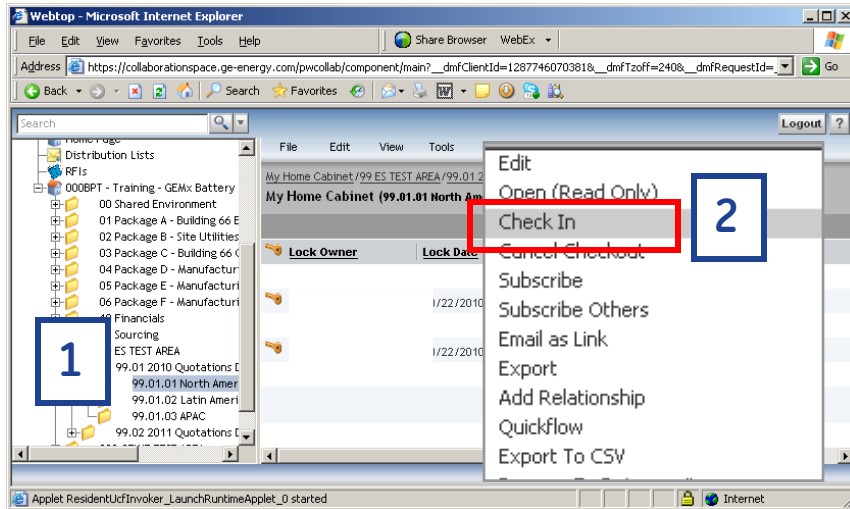 Webtop - Microsoft Internet Explorer
File Edit View Favorites Tools Help
Share Browser WebEx
Address https://collaborationspace.ge-energy.com/pwcollab/component/main?__dmfClientId=1287746070381&__dmfTzoff=240&__dmfRequestId=_ Go
Back Search Favorites
Search Logout ?
Home Page
Distribution Lists
RFIs
000BPT - Training - GEMx Battery
00 Shared Environment
01 Package A - Building 66 E
02 Package B - Site Utilities
03 Package C - Building 66 (
04 Package D - Manufactur
05 Package E - Manufacturi
06 Package F - Manufacturi
Financials
Sourcing
ES TEST AREA
99.01 2010 Quotations D
99.01.01 North Amer
99.01.02 Latin Ameri
99.01.03 APAC
99.02 2011 Quotations D
1
File Edit View Tools
My Home Cabinet /99 ES TEST AREA/99.01 2
My Home Cabinet (99.01.01 North Am
Lock Owner Lock Date
)/22/2010
)/22/2010
Edit
Open (Read Only)
Check In
Cancel Checkout
Subscribe
Subscribe Others
Email as Link
Export
Add Relationship
Quickflow
Export To CSV
2
Applet ResidentUcfInvoker_LaunchRuntimeApplet_0 started Internet